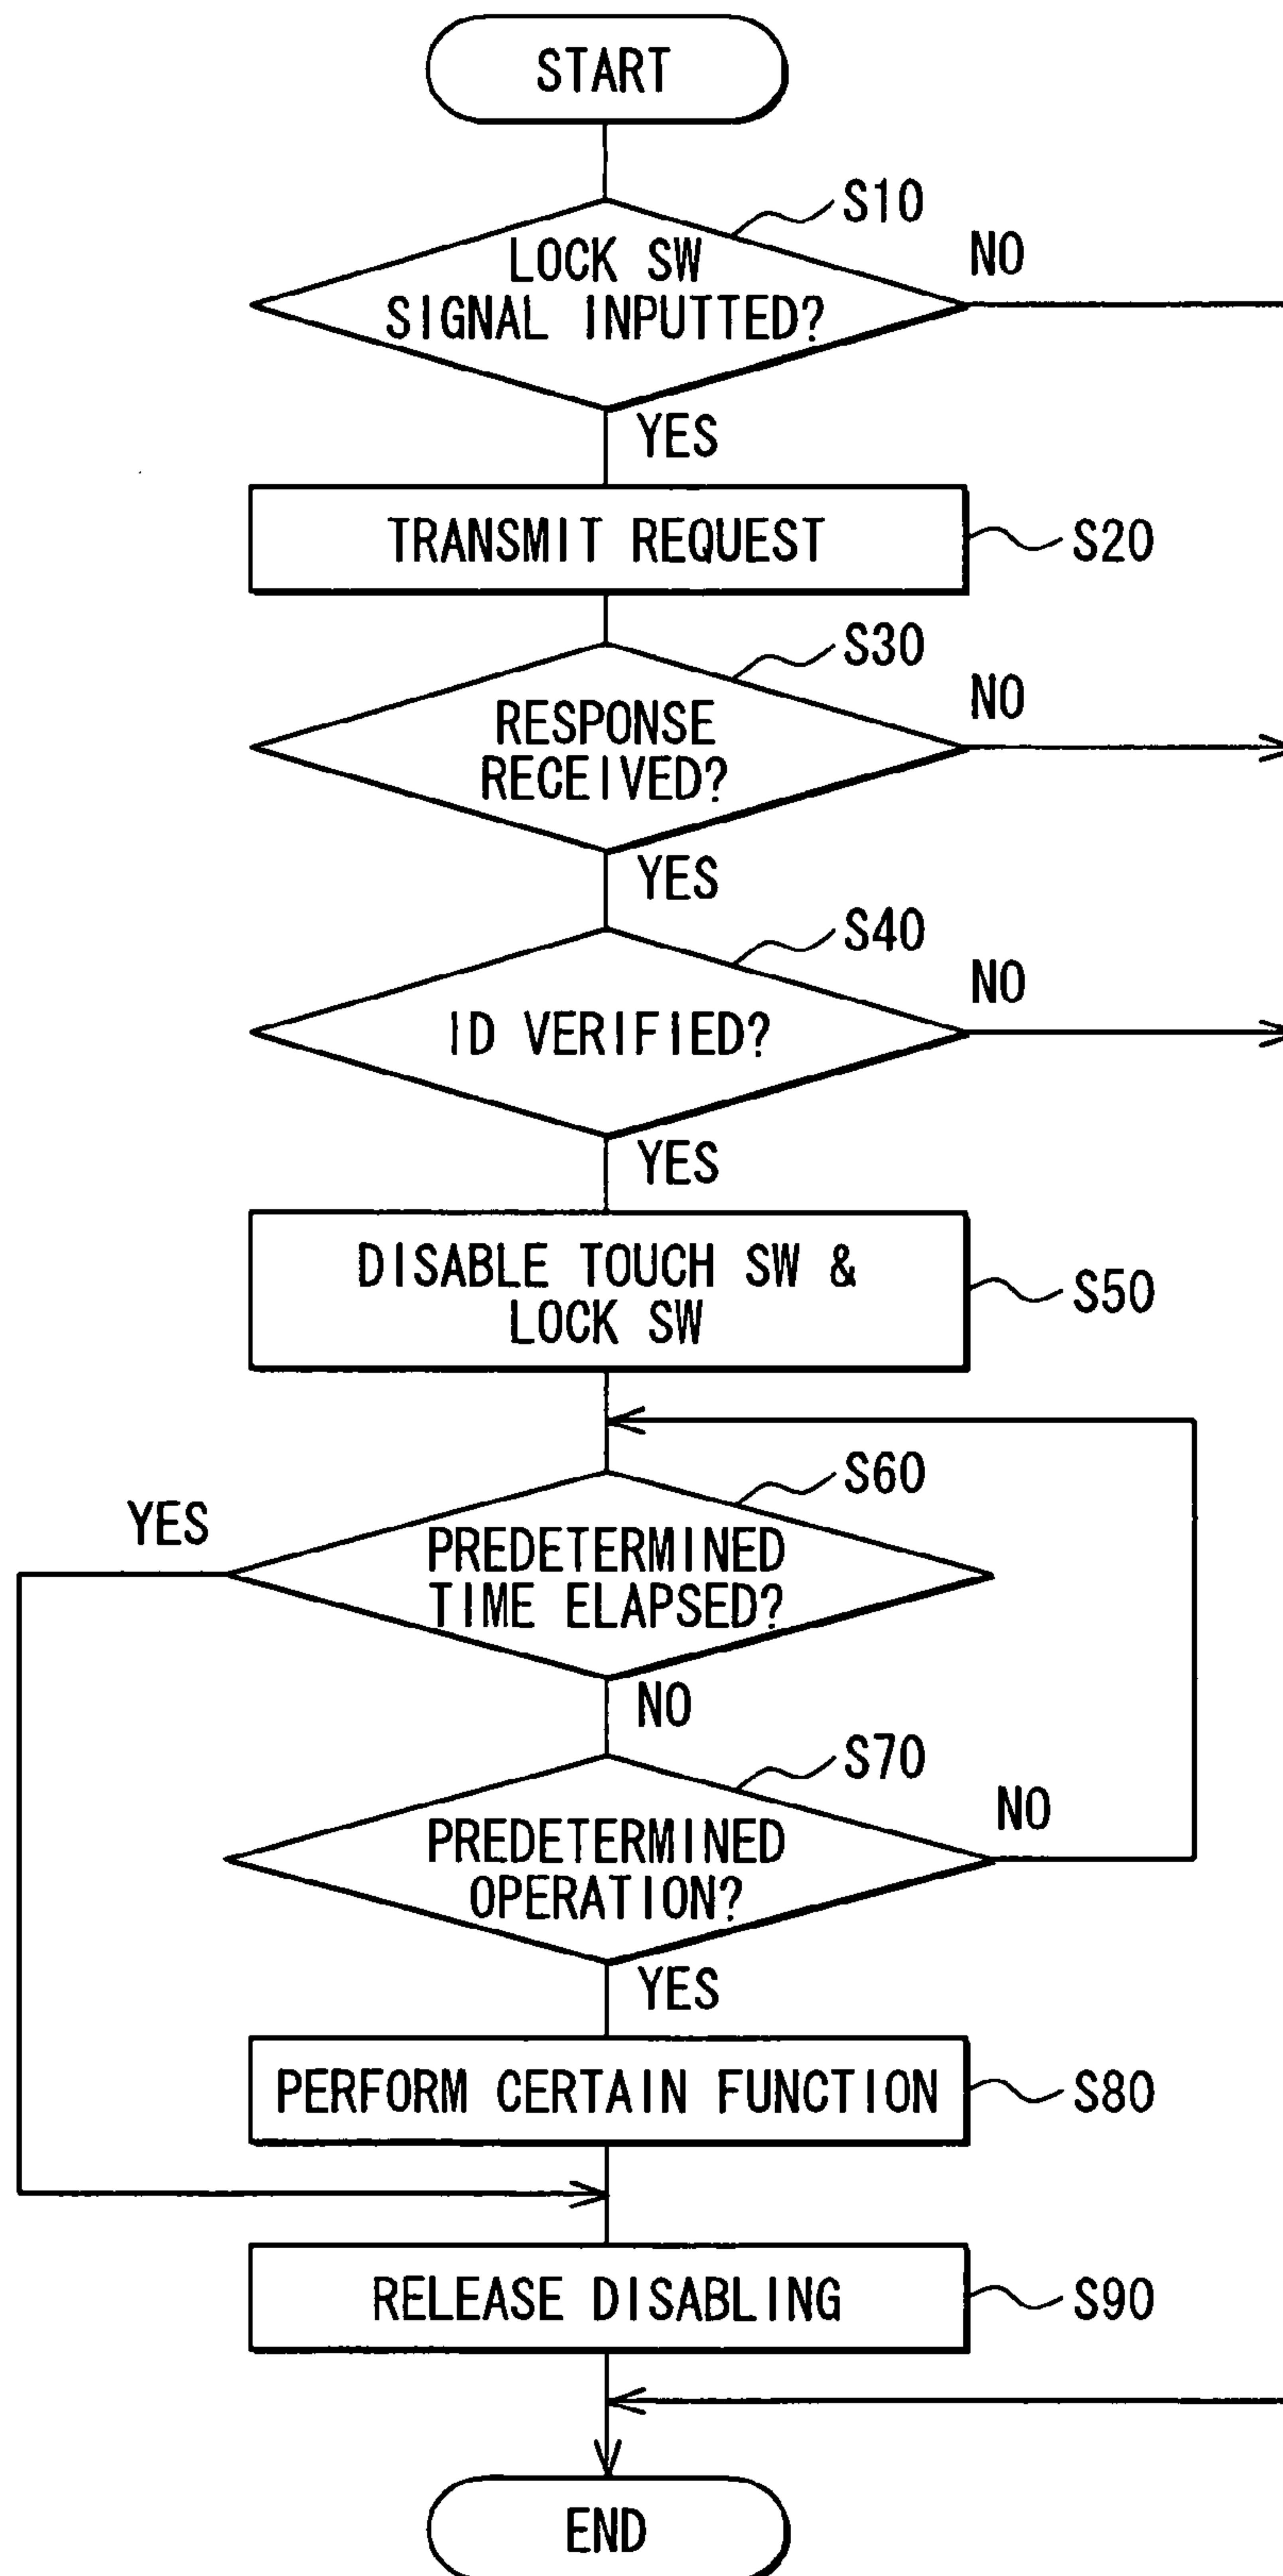 START
S10
LOCK SW
SIGNAL INPUTTED?
NO
YES
TRANSMIT REQUEST
S20
S30
RESPONSE
RECEIVED?
NO
YES
S40
ID VERIFIED?
NO
YES
DISABLE TOUCH SW &
LOCK SW
S50
S60
YES
PREDETERMINED
TIME ELAPSED?
NO
S70
PREDETERMINED
OPERATION?
NO
YES
PERFORM CERTAIN FUNCTION
S80
RELEASE DISABLING
S90
END